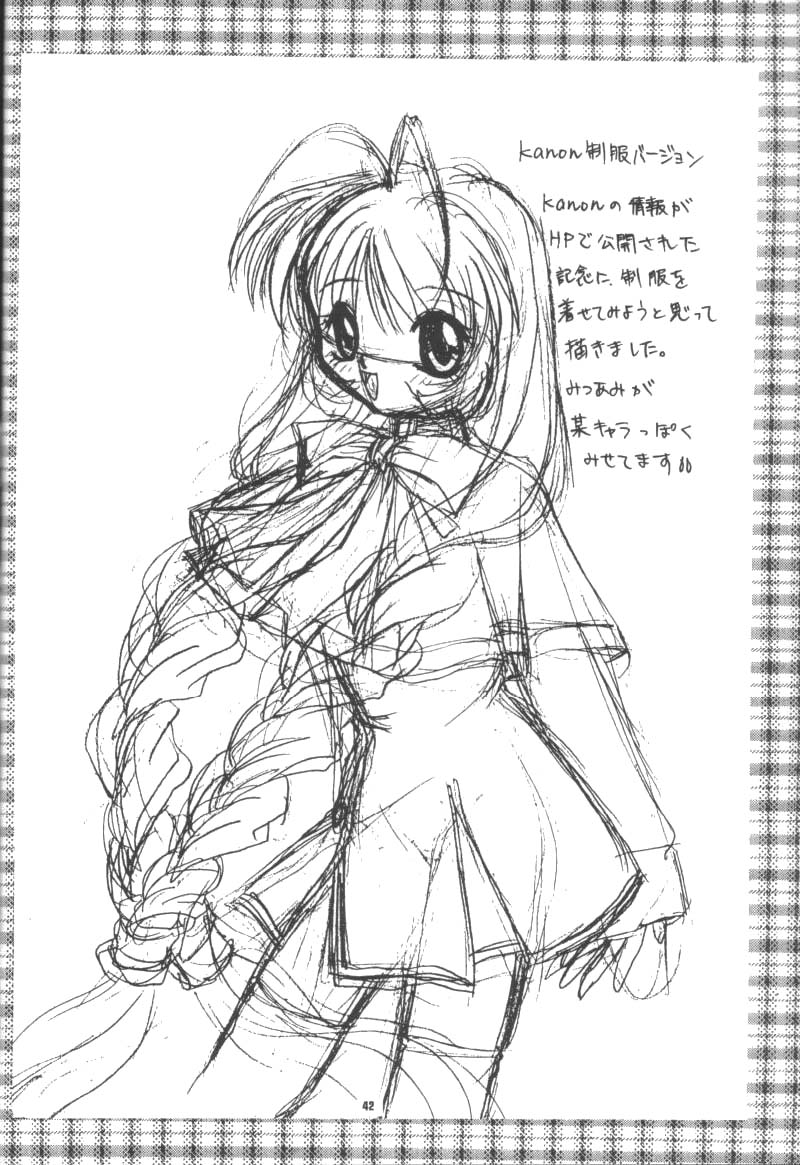 kanon制服バージョン
kanonの情報が
HPで公開された
記念に、制服を
着せてみようと思って
描きました。
みつあみが
某キャラっぽく
みせてます
42